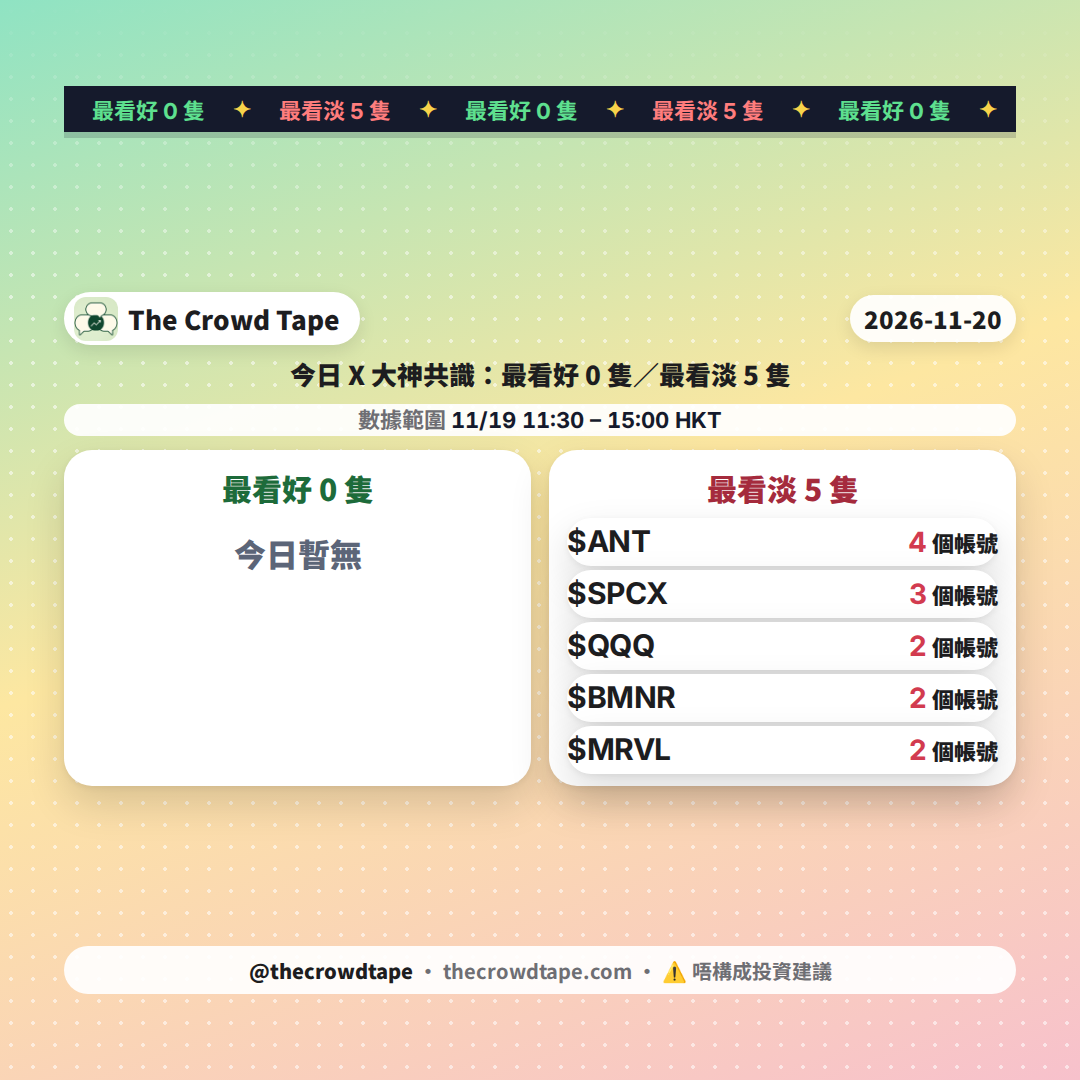 最看好 0 隻 ✦ 最看淡 5 隻 ✦ 最看好 0 隻 ✦ 最看淡 5 隻 ✦ 最看好 0 隻 ✦
The Crowd Tape
2026-11-20
今日 X 大神共識：最看好 0 隻／最看淡 5 隻
數據範圍 11/19 11:30 – 15:00 HKT
最看好 0 隻
今日暫無
最看淡 5 隻
$ANT 4 個帳號
$SPCX 3 個帳號
$QQQ 2 個帳號
$BMNR 2 個帳號
$MRVL 2 個帳號
@thecrowdtape • thecrowdtape.com • ⚠️ 唔構成投資建議